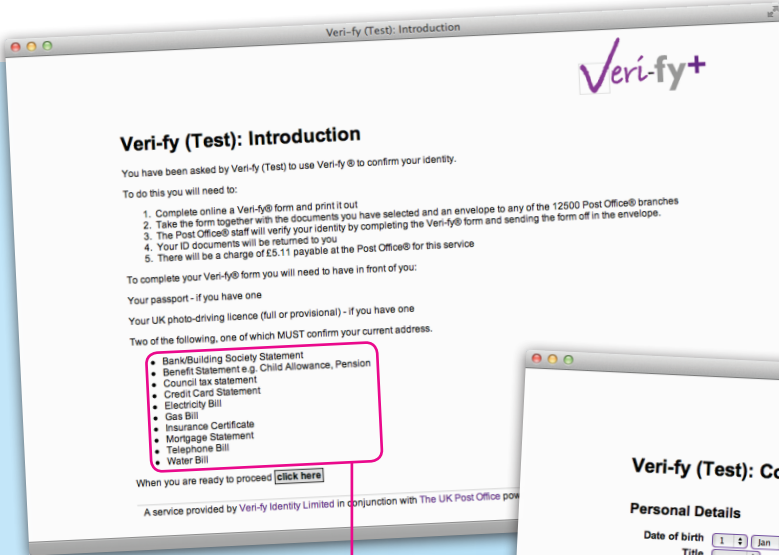 Veri-fy (Test): Introduction
Veri-fy+
Veri-fy (Test): Introduction
You have been asked by Veri-fy (Test) to use Veri-fy ® to confirm your identity.
To do this you will need to:
1. Complete online a Veri-fy® form and print it out
2. Take the form together with the documents you have selected and an envelope to any of the 12500 Post Office® branches
3. The Post Office® staff will verify your identity by completing the Veri-fy® form and sending the form off in the envelope.
4. Your ID documents will be returned to you
5. There will be a charge of £5.11 payable at the Post Office® for this service
To complete your Veri-fy® form you will need to have in front of you:
Your passport - if you have one
Your UK photo-driving licence (full or provisional) - if you have one
Two of the following, one of which MUST confirm your current address.
• Bank/Building Society Statement
• Benefit Statement e.g. Child Allowance, Pension
• Council tax statement
• Credit Card Statement
• Electricity Bill
• Gas Bill
• Insurance Certificate
• Mortgage Statement
• Telephone Bill
• Water Bill
When you are ready to proceed click here
A service provided by Veri-fy Identity Limited in conjunction with The UK Post Office pow
Veri-fy (Test): Co
Personal Details
Date of birth 1 Jan
Title